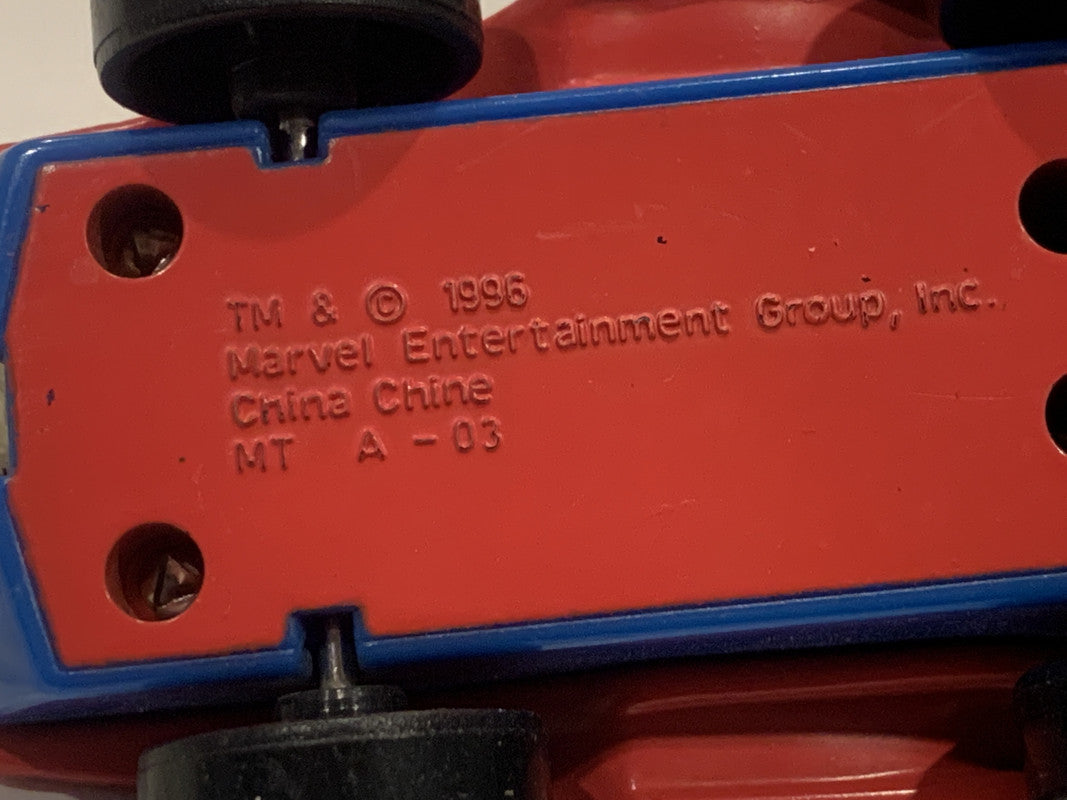 TM & © 1996
Marvel Entertainment Group, Inc.
China Chine
MT A - 03